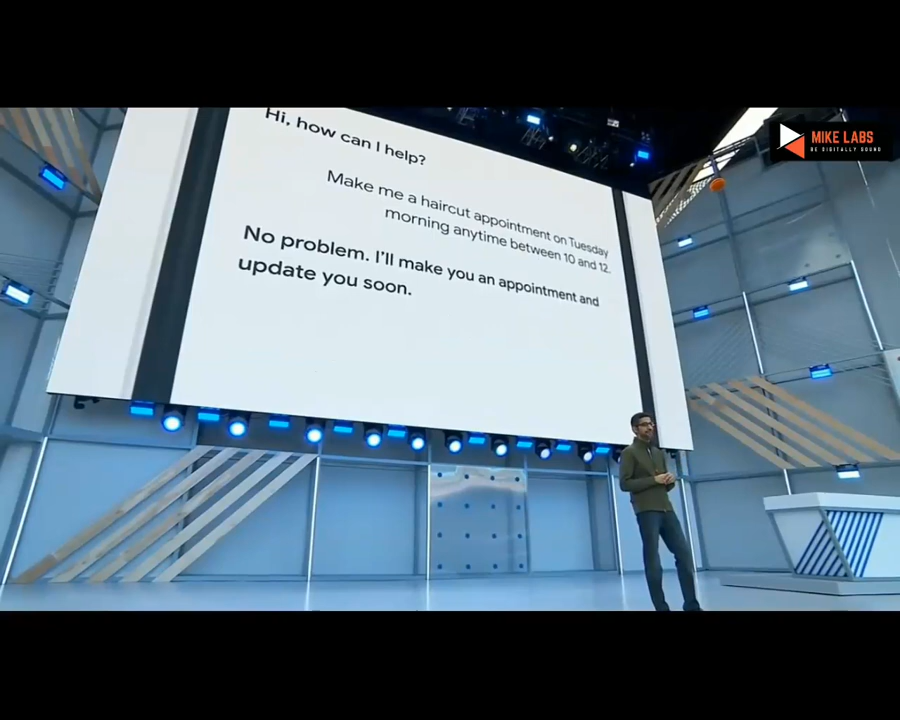 Hi, how can I help?
Make me a haircut appointment on Tuesday
morning anytime between 10 and 12.
No problem. I'll make you an appointment and
update you soon.
MIKE LABS
BE DIGITALLY SOUND